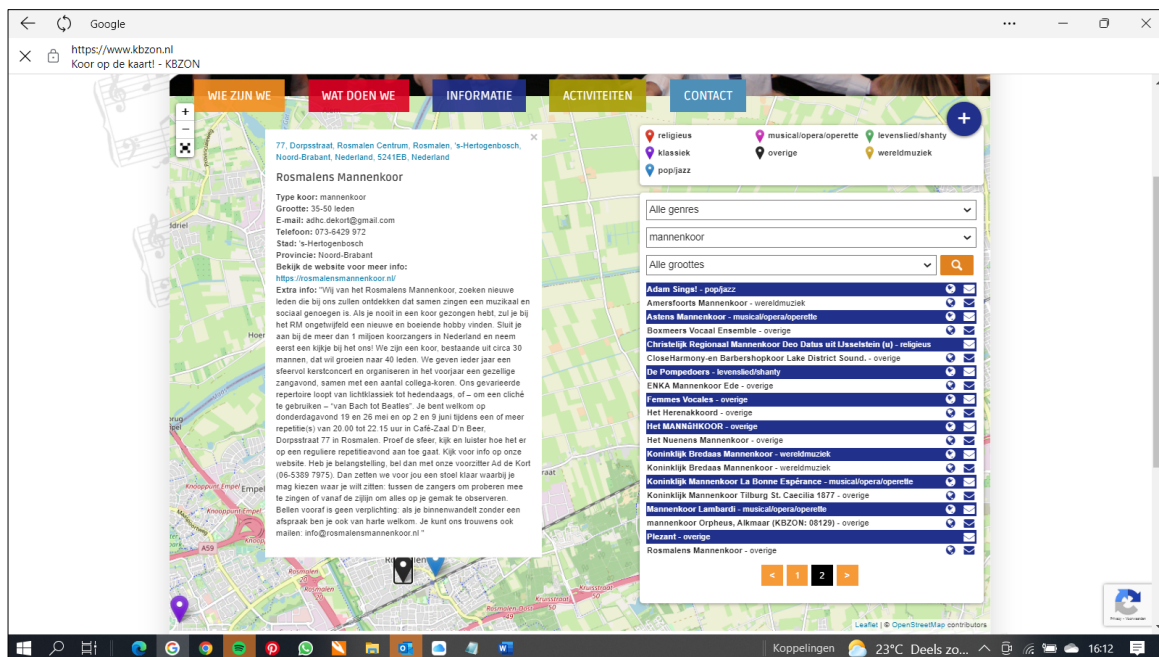 Google
https://www.kbzon.nl
Koor op de kaart! - KBZON
WIE ZIJN WE
WAT DOEN WE
INFORMATIE
ACTIVITEITEN
CONTACT
+
−
+
77, Dorpsstraat, Rosmalen Centrum, Rosmalen, 's-Hertogenbosch,
Noord-Brabant, Nederland, 5241EB, Nederland
Rosmalens Mannenkoor
Type koor: mannenkoor
Grootte: 35-50 leden
E-mail: adhc.dekort@gmail.com
Telefoon: 073-6429 972
Stad: 's-Hertogenbosch
Provincie: Noord-Brabant
Bekijk de website voor meer info:
https://rosmalensmannenkoor.nl/
Extra info: "Wij van het Rosmalens Mannenkoor, zoeken nieuwe
leden die bij ons zullen ontdekken dat samen zingen een muzikaal en
sociaal genoegen is. Als je nooit in een koor gezongen hebt, zul je bij
het RM ongetwijfeld een nieuwe en boeiende hobby vinden. Sluit je
aan bij de meer dan 1 miljoen koorzangers in Nederland en neem
eerst een kijkje bij het ons! We zijn een koor, bestaande uit circa 30
mannen, dat wil groeien naar 40 leden. We geven ieder jaar een
sfeervol kerstconcert en organiseren in het voorjaar een gezellige
zangavond, samen met een aantal collega-koren. Ons gevarieerde
repertoire loopt van lichtklassiek tot hedendaags, of – om een cliché
te gebruiken – "van Bach tot Beatles". Je bent welkom op
donderdagavond 19 en 26 mei en op 2 en 9 juni tijdens een of meer
repetitie(s) van 20.00 tot 22.15 uur in Café-Zaal D'n Beer,
Dorpsstraat 77 in Rosmalen. Proef de sfeer, kijk en luister hoe het er
op een reguliere repetitieavond aan toe gaat. Kijk voor info op onze
website. Heb je belangstelling, bel dan met onze voorzitter Ad de Kort
(06-5389 7975). Dan zetten we voor jou een stoel klaar waarbij je
mag kiezen waar je wilt zitten: tussen de zangers om proberen mee
te zingen of vanaf de zijlijn om alles op je gemak te observeren.
Bellen vooraf is geen verplichting: als je binnenwandelt zonder een
afspraak ben je ook van harte welkom. Je kunt ons trouwens ook
mailen: info@rosmalensmannenkoor.nl "
religieus
musical/opera/operette
levenslied/shanty
klassiek
overige
wereldmuziek
pop/jazz
Alle genres
mannenkoor
Alle groottes
Adam Sings! - pop/jazz
Amersfoorts Mannenkoor - wereldmuziek
Astens Mannenkoor - musical/opera/operette
Boxmeers Vocaal Ensemble - overige
Christelijk Regionaal Mannenkoor Deo Datus uit IJsselstein (u) - religieus
CloseHarmony-en Barbershopkoor Lake District Sound. - overige
De Pompedoers - levenslied/shanty
ENKA Mannenkoor Ede - overige
Femmes Vocales - overige
Het Herenakkoord - overige
Het MANNûHKOOR - overige
Het Nuenens Mannenkoor - overige
Koninklijk Bredaas Mannenkoor - wereldmuziek
Koninklijk Bredaas Mannenkoor - wereldmuziek
Koninklijk Mannenkoor La Bonne Espérance - musical/opera/operette
Koninklijk Mannenkoor Tilburg St. Caecilia 1877 - overige
Mannenkoor Lambardi - musical/opera/operette
mannenkoor Orpheus, Alkmaar (KBZON: 08129) - overige
Plezant - overige
Rosmalens Mannenkoor - overige
< 1 2 >
Knooppunt Empel
Empel
A59
Rosmalen
Kruisstraat
Leaflet | © OpenStreetMap contributors
Koppelingen
23°C Deels zo...
16:12